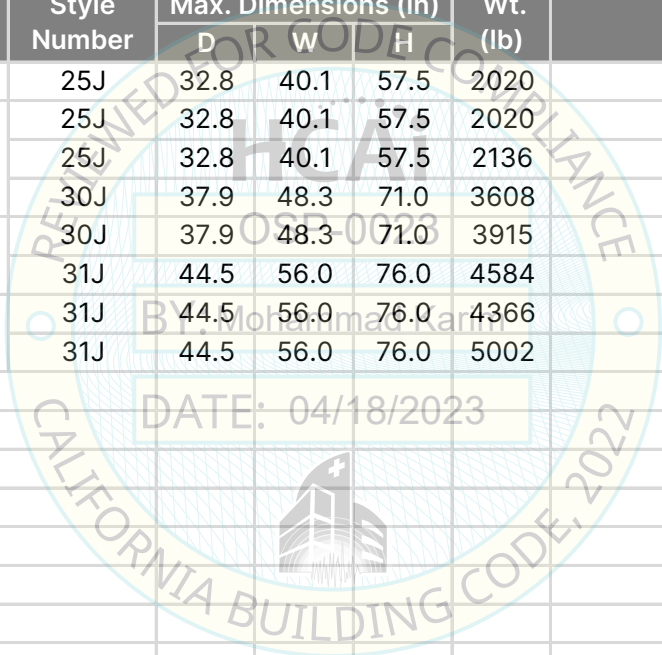 Style Number Max. Dimensions (in) Wt. (lb)
D W H
25J 32.8 40.1 57.5 2020
25J 32.8 40.1 57.5 2020
25J 32.8 40.1 57.5 2136
30J 37.9 48.3 71.0 3608
30J 37.9 48.3 71.0 3915
31J 44.5 56.0 76.0 4584
31J 44.5 56.0 76.0 4366
31J 44.5 56.0 76.0 5002
REVIEWED FOR CODE COMPLIANCE
HCAi
OSP-0023
BY: Mohammad Karim
DATE: 04/18/2023
CALIFORNIA BUILDING CODE, 2022